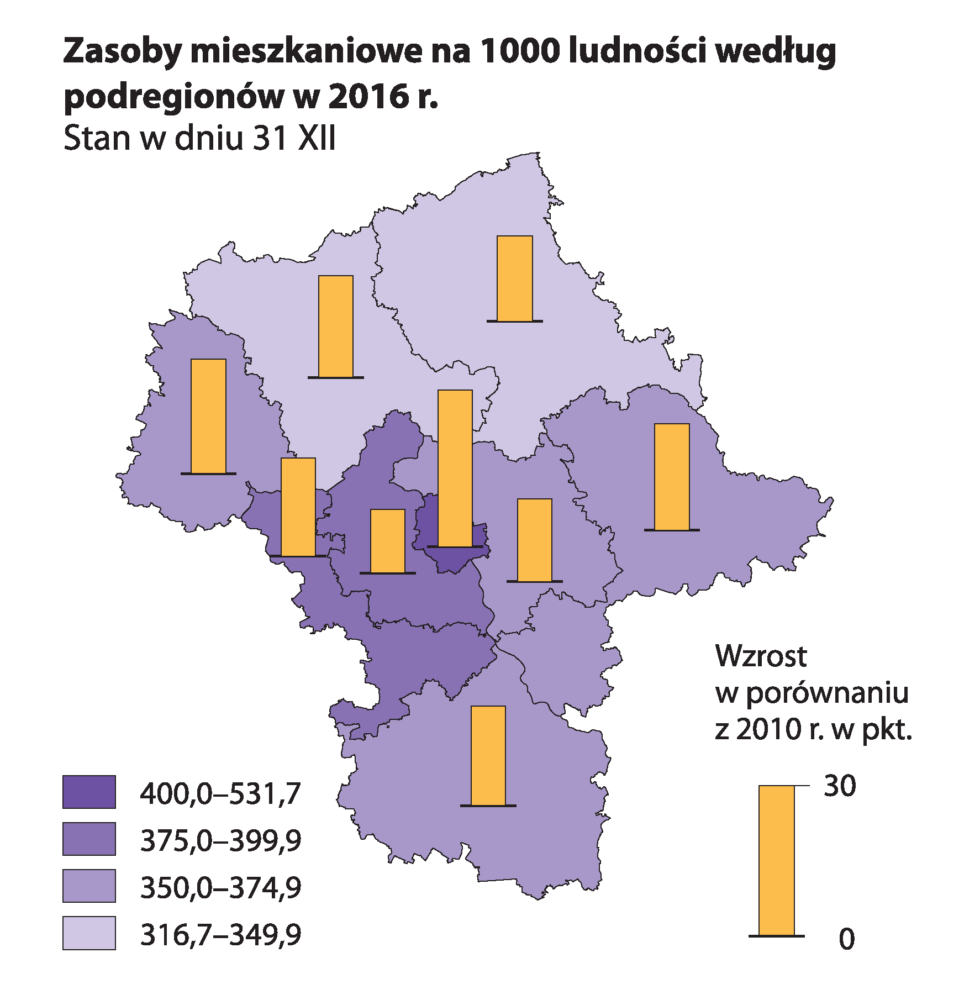 Zasoby mieszkaniowe na 1000 ludności według
podregionów w 2016 r.
Stan w dniu 31 XII
Wzrost
w porównaniu
z 2010 r. w pkt.
30
0
400,0–531,7
375,0–399,9
350,0–374,9
316,7–349,9